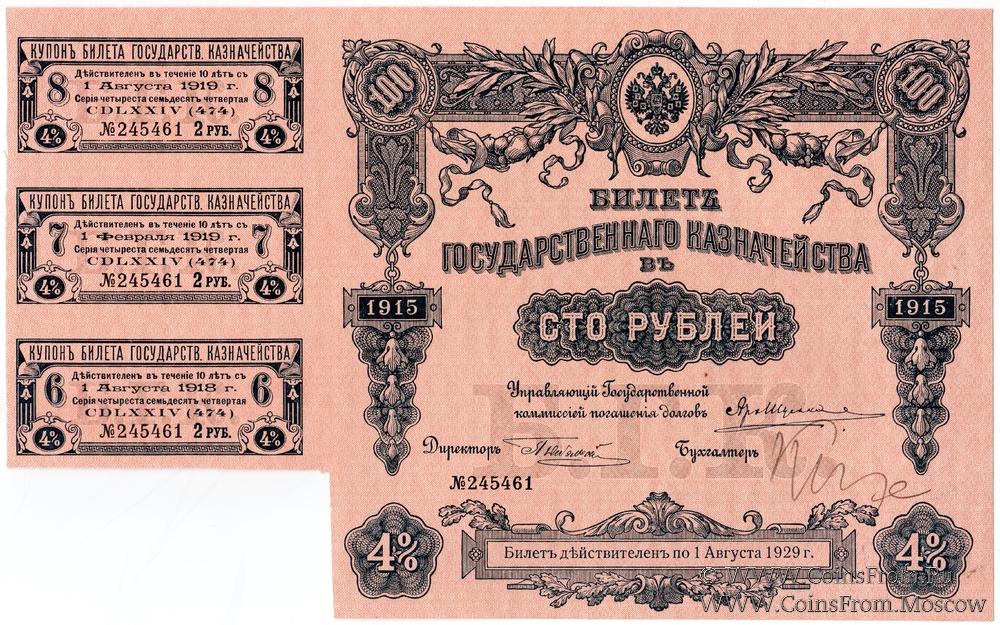 КУПОНЪ БИЛЕТА ГОСУДАРСТВ. КАЗНАЧЕЙСТВА
Дѣйствителенъ въ теченіе 10 лѣтъ съ
8 1 Августа 1919 г. 8
Серія четыреста семьдесятъ четвертая
CDLXXIV (474)
4% №245461 2 РУБ. 4%
КУПОНЪ БИЛЕТА ГОСУДАРСТВ. КАЗНАЧЕЙСТВА
Дѣйствителенъ въ теченіе 10 лѣтъ съ
7 1 Февраля 1919 г. 7
Серія четыреста семьдесятъ четвертая
CDLXXIV (474)
4% №245461 2 РУБ. 4%
КУПОНЪ БИЛЕТА ГОСУДАРСТВ. КАЗНАЧЕЙСТВА
Дѣйствителенъ въ теченіе 10 лѣтъ съ
6 1 Августа 1918 г. 6
Серія четыреста семьдесятъ четвертая
CDLXXIV (474)
4% №245461 2 РУБ. 4%
100 100
БИЛЕТЪ
ГОСУДАРСТВЕННАГО КАЗНАЧЕЙСТВА
ВЪ
1915 1915
СТО РУБЛЕЙ
Б.Г.К.
Управляющій Государственной
коммиссіей погашенія долговъ
Директоръ Бухгалтеръ
№245461
4% Билетъ дѣйствителенъ по 1 Августа 1929 г. 4%
© WWW.CoinsFrom.Ru
WWW.CoinsFrom.Moscow